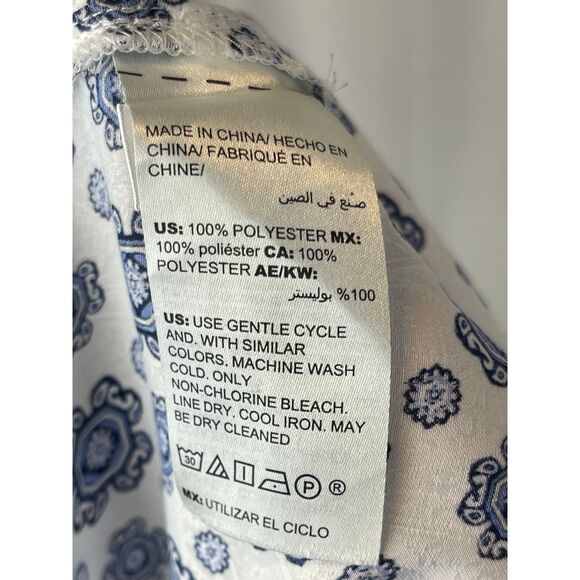 MADE IN CHINA/ HECHO EN
CHINA/ FABRIQUÉ EN
CHINE/
صنع في الصين
US: 100% POLYESTER MX:
100% poliéster CA: 100%
POLYESTER AE/KW:
100% بوليستر
US: USE GENTLE CYCLE
AND. WITH SIMILAR
COLORS. MACHINE WASH
COLD. ONLY
NON-CHLORINE BLEACH.
LINE DRY. COOL IRON. MAY
BE DRY CLEANED
30 P ®
MX: UTILIZAR EL CICLO